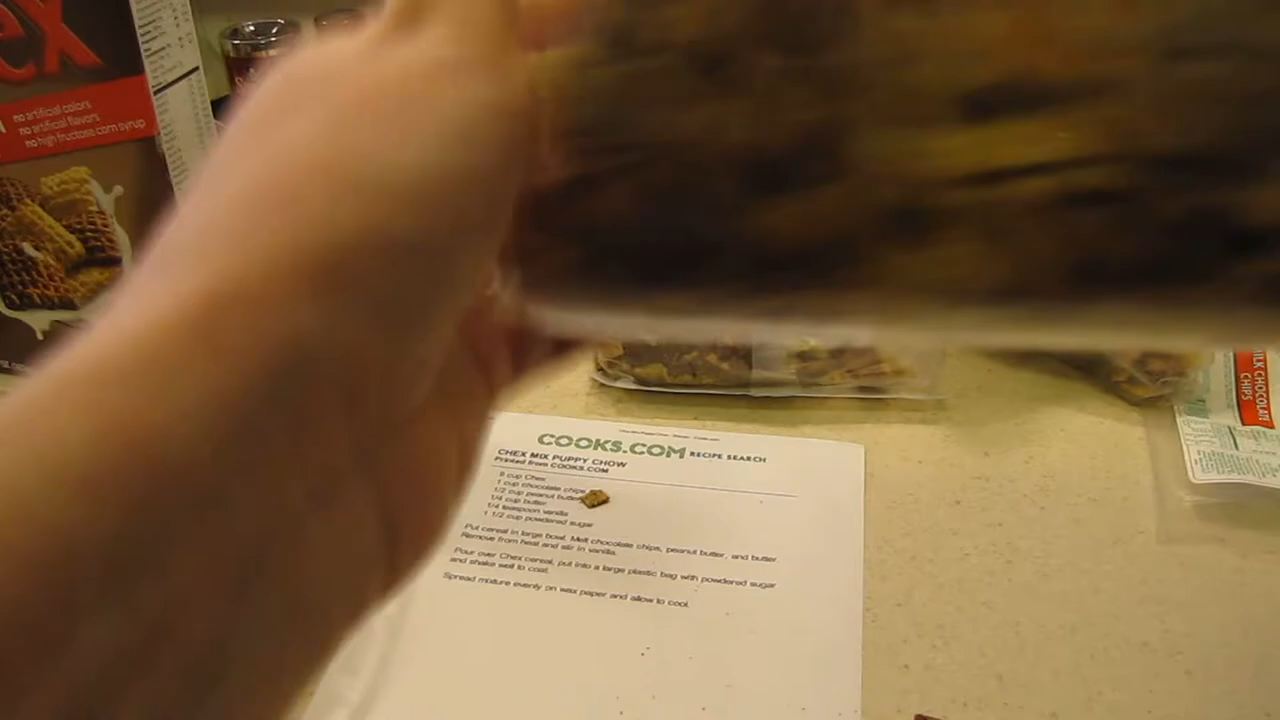 ex
no artificial colors
no artificial flavors
no high fructose corn syrup
COOKS.COM RECIPE SEARCH
CHEX MIX PUPPY CHOW
Printed from COOKS.COM
1 cup chocolate chips
1/2 cup peanut butter
1/4 cup butter
1/4 teaspoon vanilla
1 1/2 cup powdered sugar
Put cereal in large bowl. Melt chocolate chips, peanut butter, and butter.
Remove from heat and stir in vanilla.
Pour over Chex cereal, put into a large plastic bag with powdered sugar
and shake well to coat.
Spread mixture evenly on wax paper and allow to cool.
MILK CHOCOLATE
CHIPS